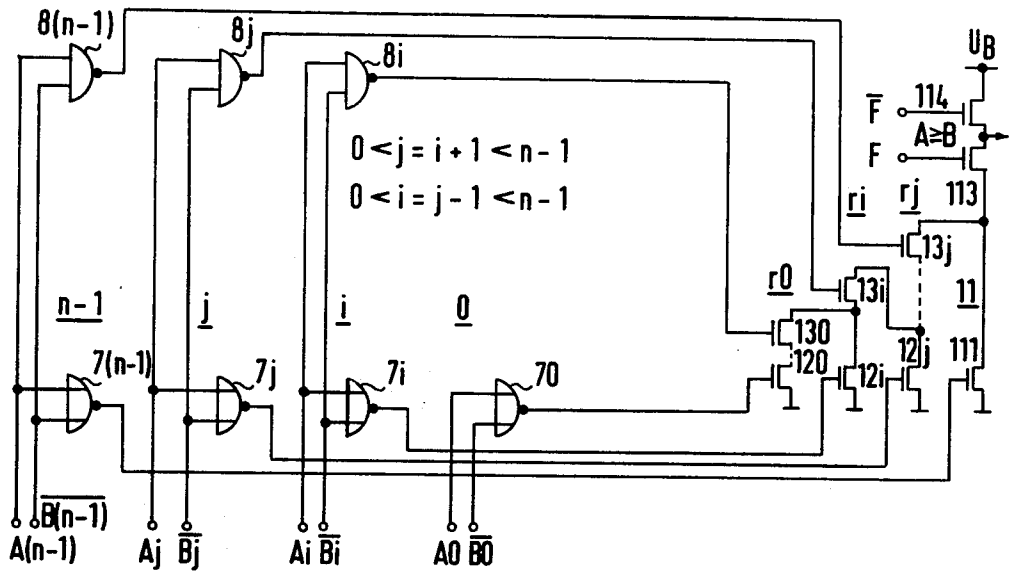 8(n-1)
8j
8i
U_B
F̅
114
A≥B
F
0 < j = i + 1 < n - 1
0 < i = j - 1 < n - 1
ri
rj
113
13j
n-1
j
i
0
r0
13i
11
130
7(n-1)
7j
7i
70
120
12i
12j
111
A(n-1)
B̅(̅n̅-̅1̅)̅
Aj
B̅j̅
Ai
B̅i̅
A0
B̅0̅